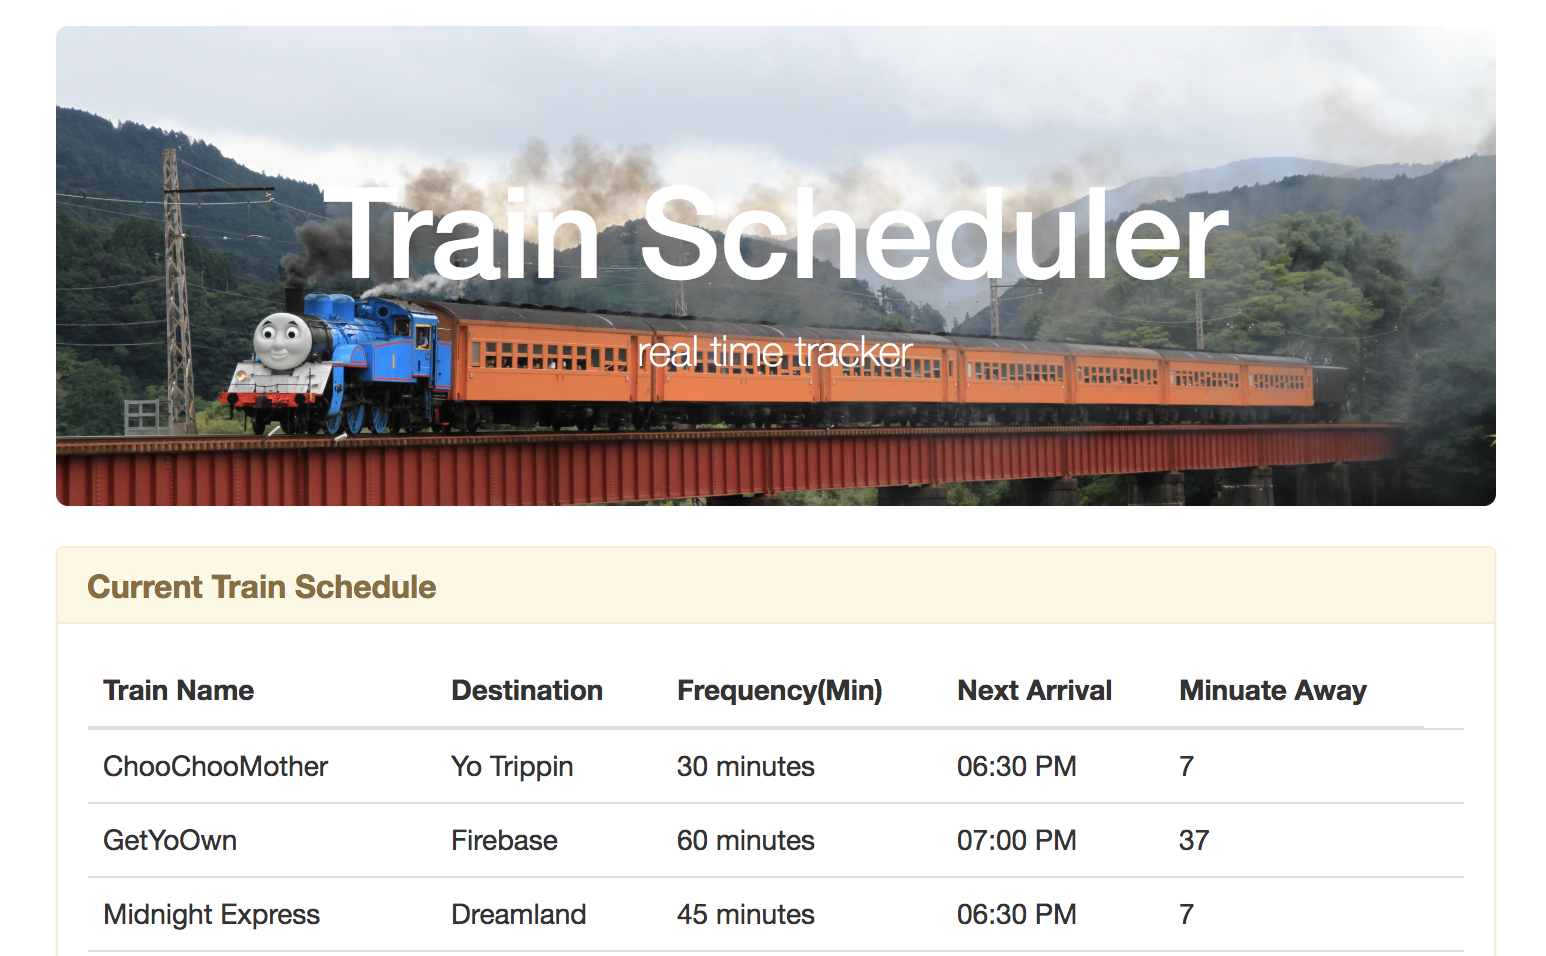 Train Scheduler
real time tracker
Current Train Schedule
Train Name Destination Frequency(Min) Next Arrival Minuate Away
ChooChooMother Yo Trippin 30 minutes 06:30 PM 7
GetYoOwn Firebase 60 minutes 07:00 PM 37
Midnight Express Dreamland 45 minutes 06:30 PM 7